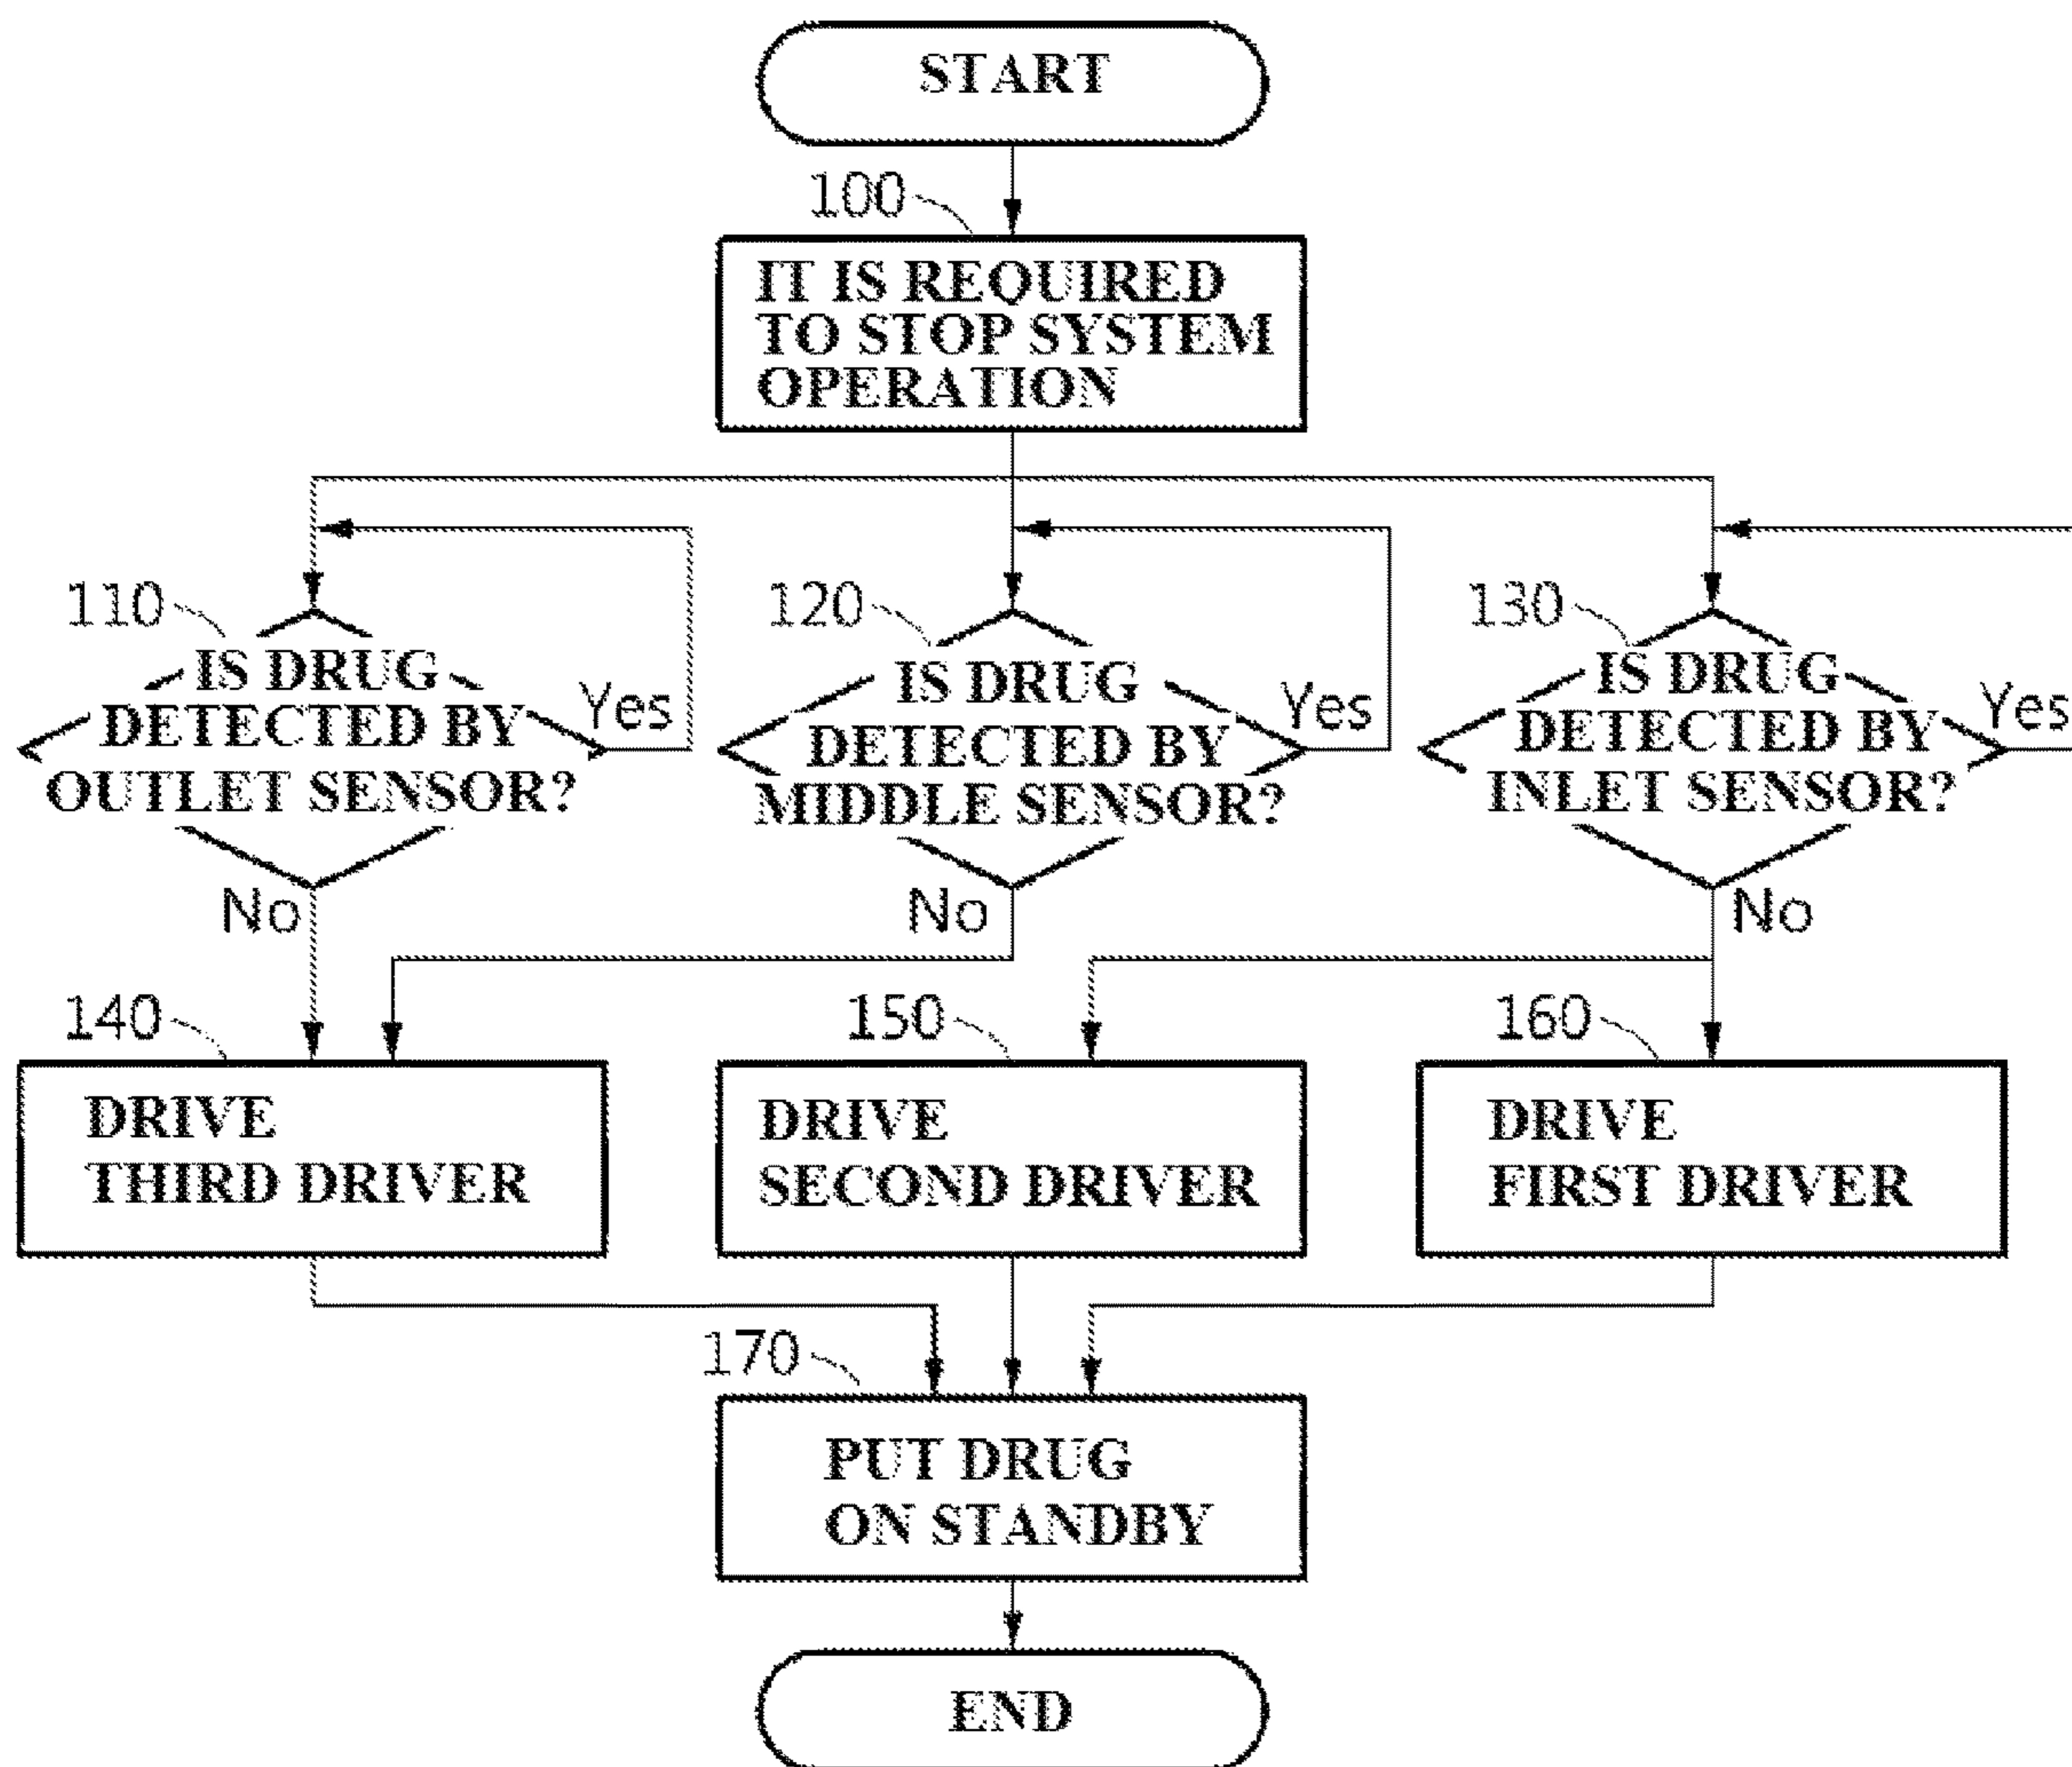 START
100
IT IS REQUIRED
TO STOP SYSTEM
OPERATION
110
IS DRUG
DETECTED BY
OUTLET SENSOR?
Yes
No
120
IS DRUG
DETECTED BY
MIDDLE SENSOR?
Yes
No
130
IS DRUG
DETECTED BY
INLET SENSOR?
Yes
No
140
DRIVE
THIRD DRIVER
150
DRIVE
SECOND DRIVER
160
DRIVE
FIRST DRIVER
170
PUT DRUG
ON STANDBY
END